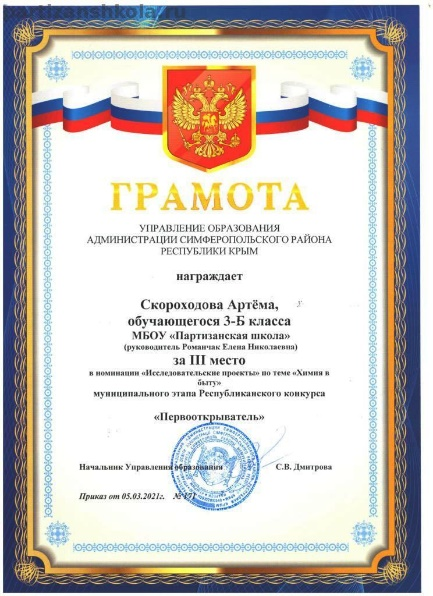 partizanshkola.ru
ГРАМОТА
УПРАВЛЕНИЕ ОБРАЗОВАНИЯ
АДМИНИСТРАЦИИ СИМФЕРОПОЛЬСКОГО РАЙОНА
РЕСПУБЛИКИ КРЫМ
награждает
Скороходова Артёма,
обучающегося 3-Б класса
МБОУ «Партизанская школа»
(руководитель Романчак Елена Николаевна)
за III место
в номинации «Исследовательские проекты» по теме «Химия в
быту»
муниципального этапа Республиканского конкурса
«Первооткрыватель»
Начальник Управления образования С.В. Дмитрова
Приказ от 05.03.2021г. № 171